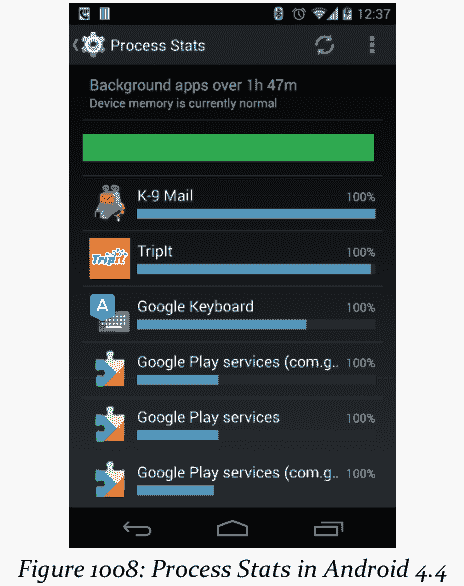 12:37
Process Stats
Background apps over 1h 47m
Device memory is currently normal
K-9 Mail 100%
TripIt
TripIt 100%
A
Google Keyboard 100%
Google Play services (com.g.. 100%
Google Play services 100%
Google Play services (com.g.. 100%
Figure 1008: Process Stats in Android 4.4